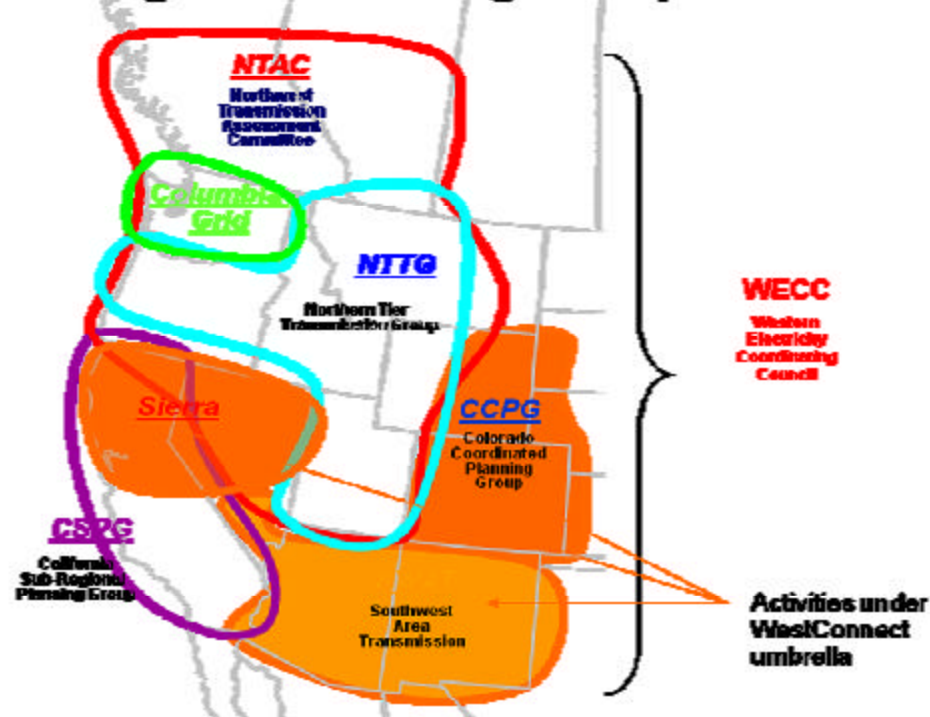 NTAC
Northwest
Transmission
Assessment
Committee
Columbia
Grid
NTTG
Northern Tier
Transmission Group
WECC
Western
Electricity
Coordinating
Council
Sierra
CCPG
Colorado
Coordinated
Planning
Group
CSPG
California
Sub-Regional
Planning Group
Southwest
Area
Transmission
Activities under
WestConnect
umbrella